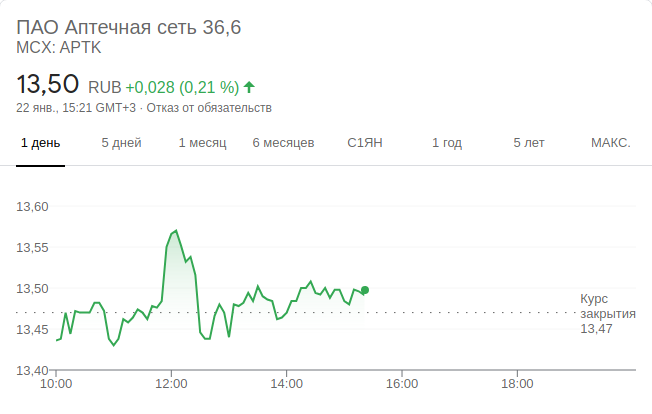 ПАО Аптечная сеть 36,6
MCX: APTK
13,50 RUB +0,028 (0,21 %)
22 янв., 15:21 GMT+3 · Отказ от обязательств
1 день 5 дней 1 месяц 6 месяцев С1ЯН 1 год 5 лет МАКС.
13,60
13,55
13,50
13,45
13,40
Курс
закрытия
13,47
10:00 12:00 14:00 16:00 18:00